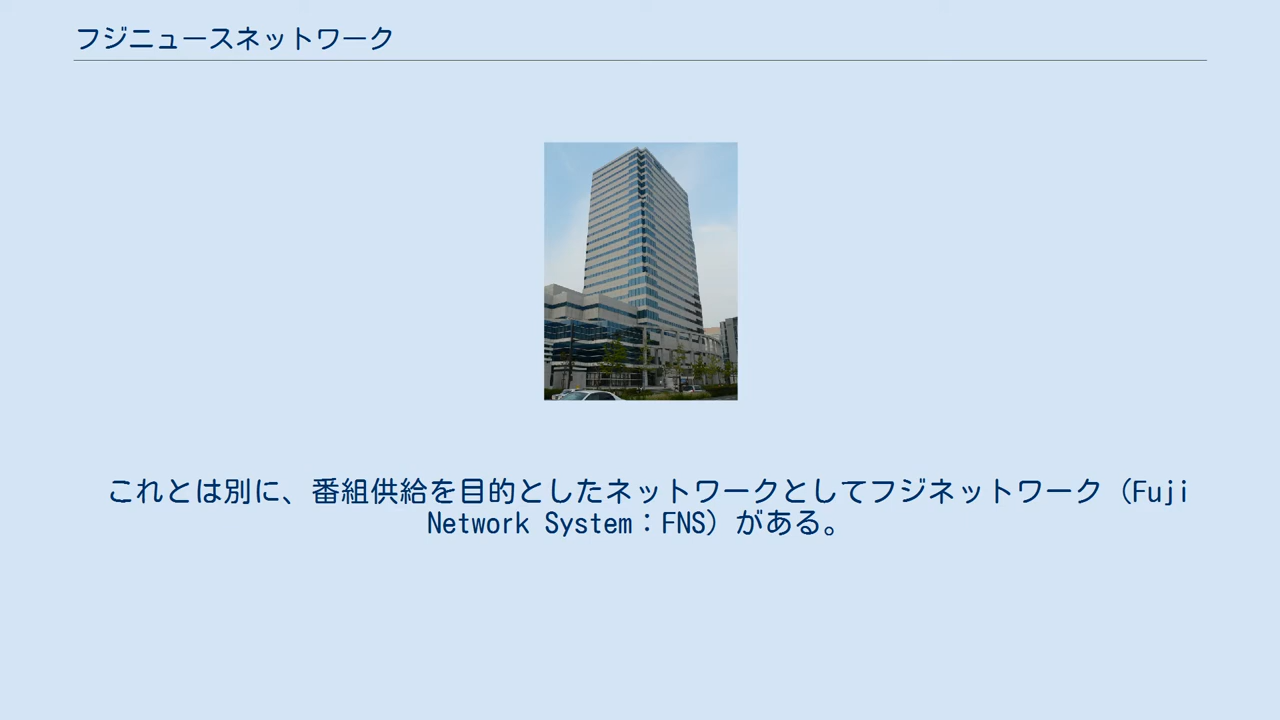 フジニュースネットワーク
これとは別に、番組供給を目的としたネットワークとしてフジネットワーク（Fuji
Network System：FNS）がある。